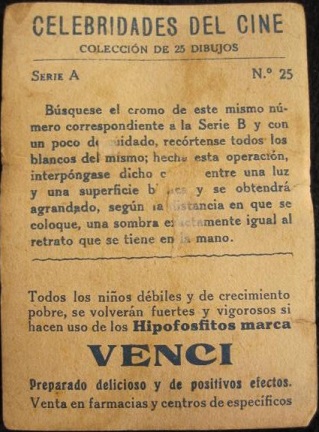 CELEBRIDADES DEL CINE
COLECCIÓN DE 25 DIBUJOS
SERIE A N.º 25
Búsquese el cromo de este mismo nú-
mero correspondiente a la Serie B y con
un poco de cuidado, recórtense todos los
blancos del mismo; hecha esta operación,
interpóngase dicho entre una luz
y una superficie y se obtendrá
agrandado, según la distancia en que se
coloque, una sombra exactamente igual al
retrato que se tiene en la mano.
Todos los niños débiles y de crecimiento
pobre, se volverán fuertes y vigorosos si
hacen uso de los Hipofosfitos marca
VENCI
Preparado delicioso y de positivos efectos.
Venta en farmacias y centros de específicos